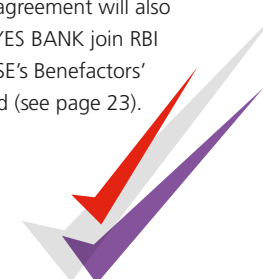 agreement will also
YES BANK join RBI
SE’s Benefactors’
d (see page 23).